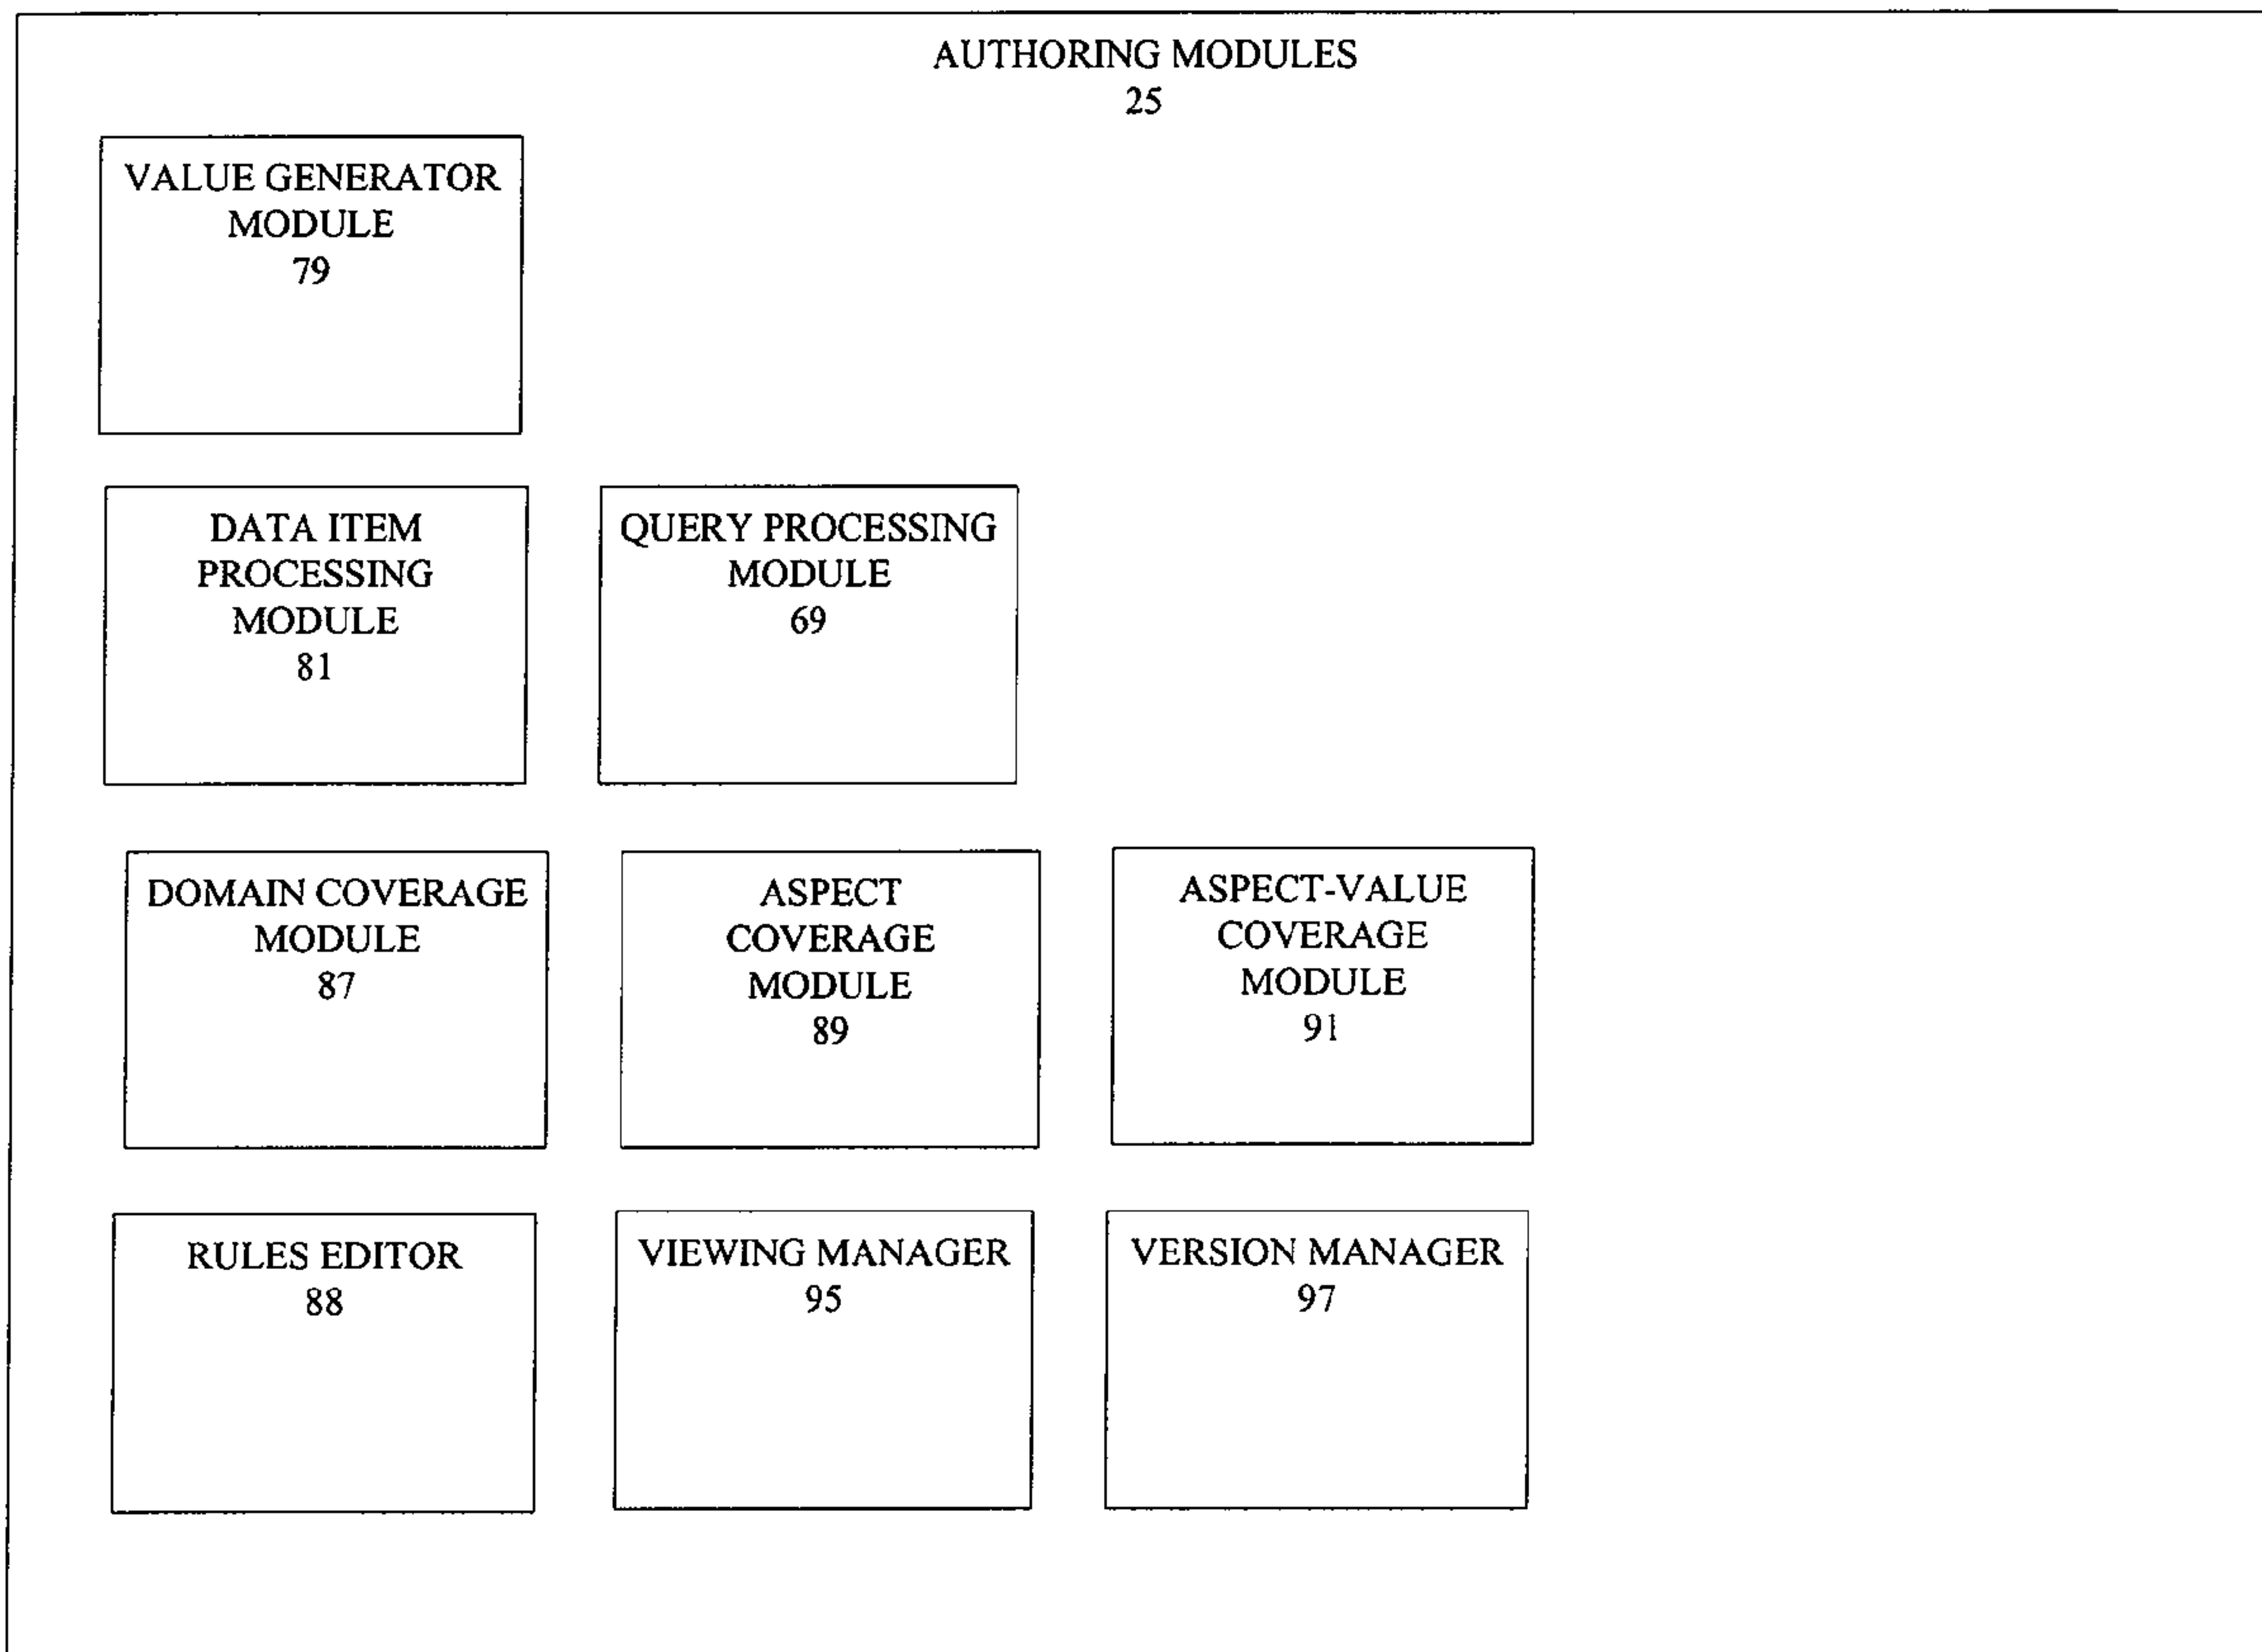 AUTHORING MODULES
25
VALUE GENERATOR
MODULE
79
DATA ITEM
PROCESSING
MODULE
81
QUERY PROCESSING
MODULE
69
DOMAIN COVERAGE
MODULE
87
ASPECT
COVERAGE
MODULE
89
ASPECT-VALUE
COVERAGE
MODULE
91
RULES EDITOR
88
VIEWING MANAGER
95
VERSION MANAGER
97